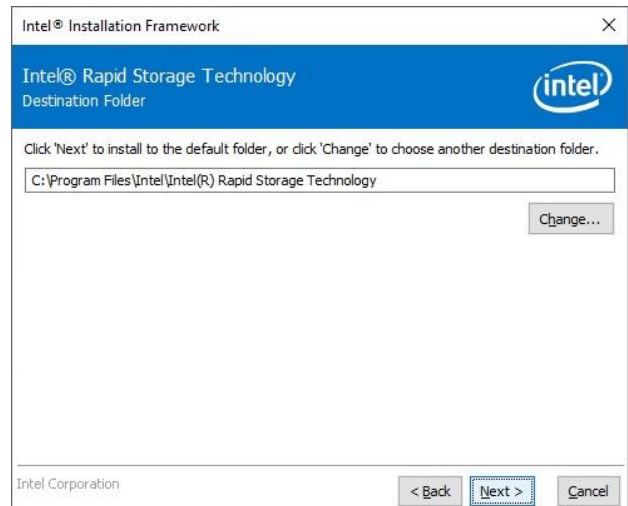 Intel® Installation Framework
Intel® Rapid Storage Technology
Destination Folder
intel
Click 'Next' to install to the default folder, or click 'Change' to choose another destination folder.
C:\Program Files\Intel\Intel(R) Rapid Storage Technology
Change...
Intel Corporation
< Back
Next >
Cancel